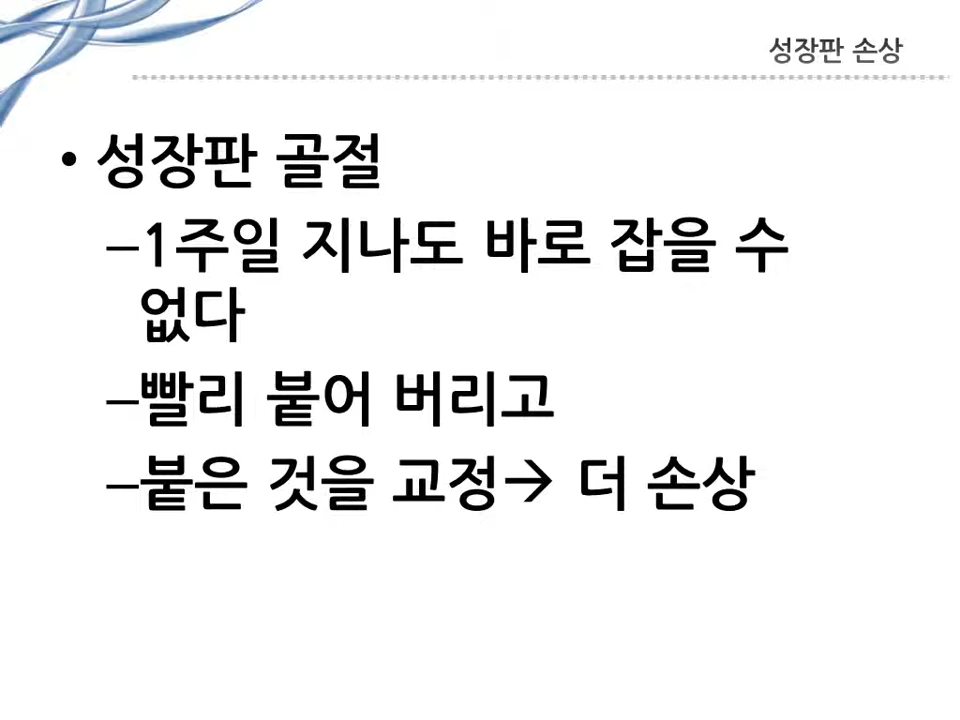 성장판 손상
• 성장판 골절
–1주일 지나도 바로 잡을 수
없다
–빨리 붙어 버리고
–붙은 것을 교정→ 더 손상